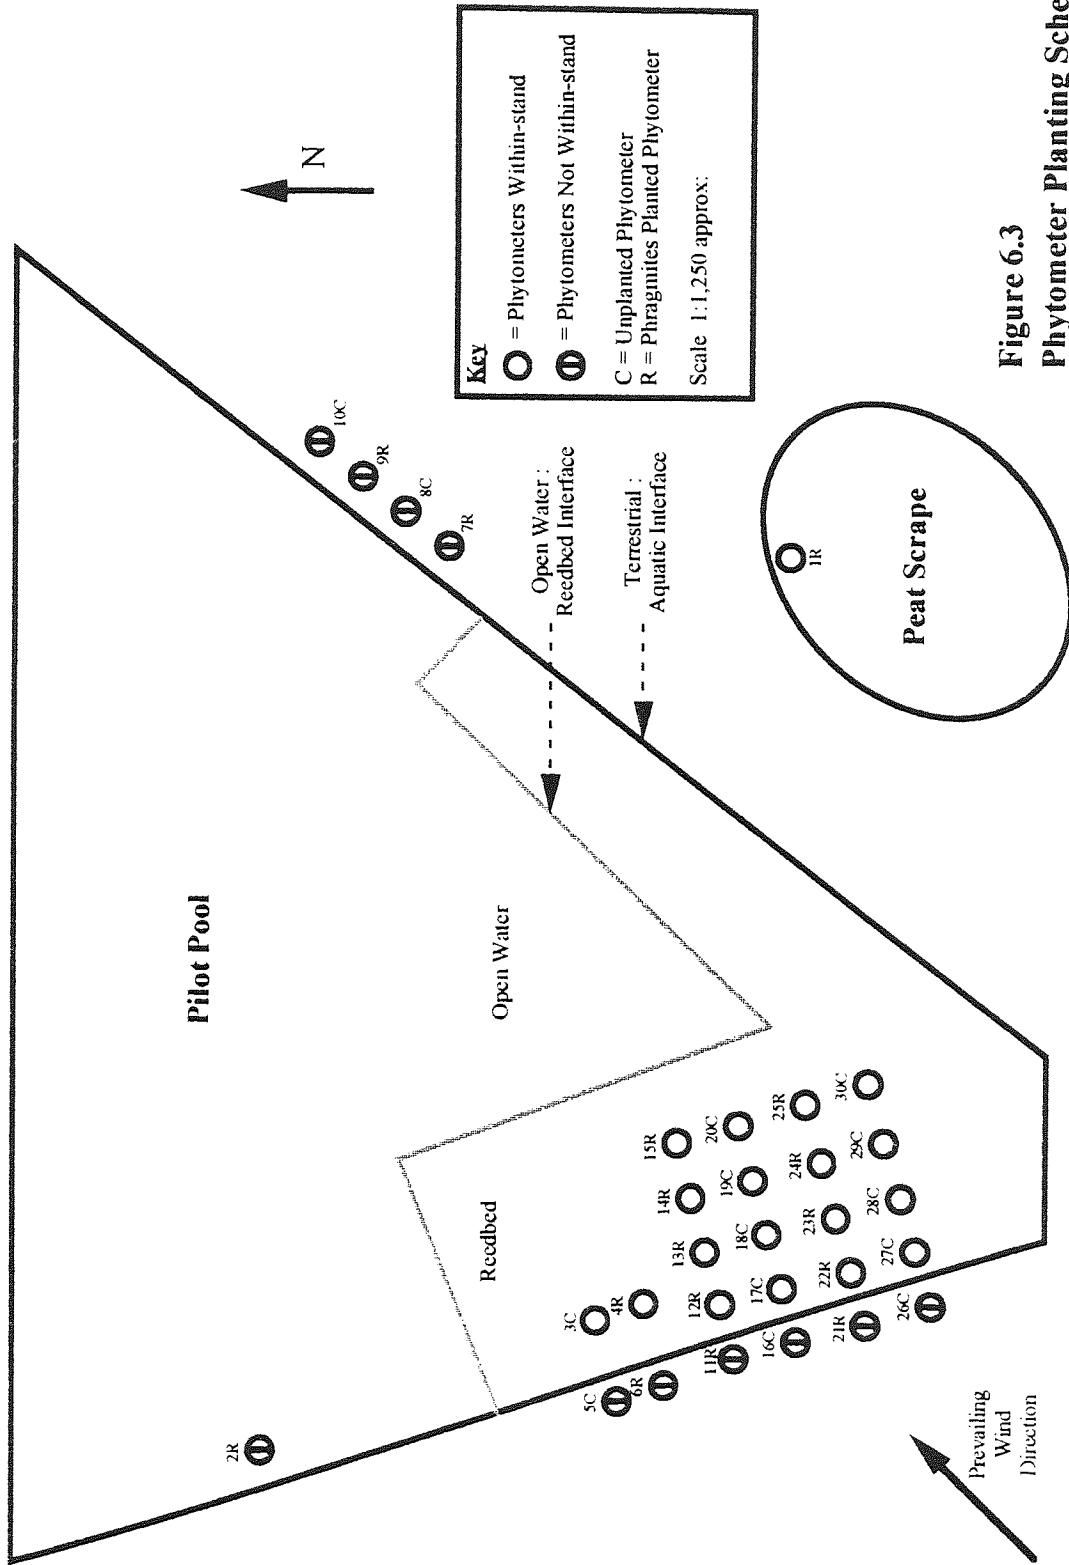 Pilot Pool
N
Open Water
Reedbed
2R
10C
9R
8C
7R
Open Water :
Reedbed Interface
Terrestrial :
Aquatic Interface
Key
= Phytometers Within-stand
= Phytometers Not Within-stand
C = Unplanted Phytometer
R = Phragmites Planted Phytometer
Scale 1:1,250 approx:
3C
4R
5C
6R
11R
12R
13R
14R
15R
16C
17C
18C
19C
20C
21R
22R
23R
24R
25R
26C
27C
28C
29C
30C
1R
Peat Scrape
Prevailing
Wind
Direction
Figure 6.3
Phytometer Planting Sche